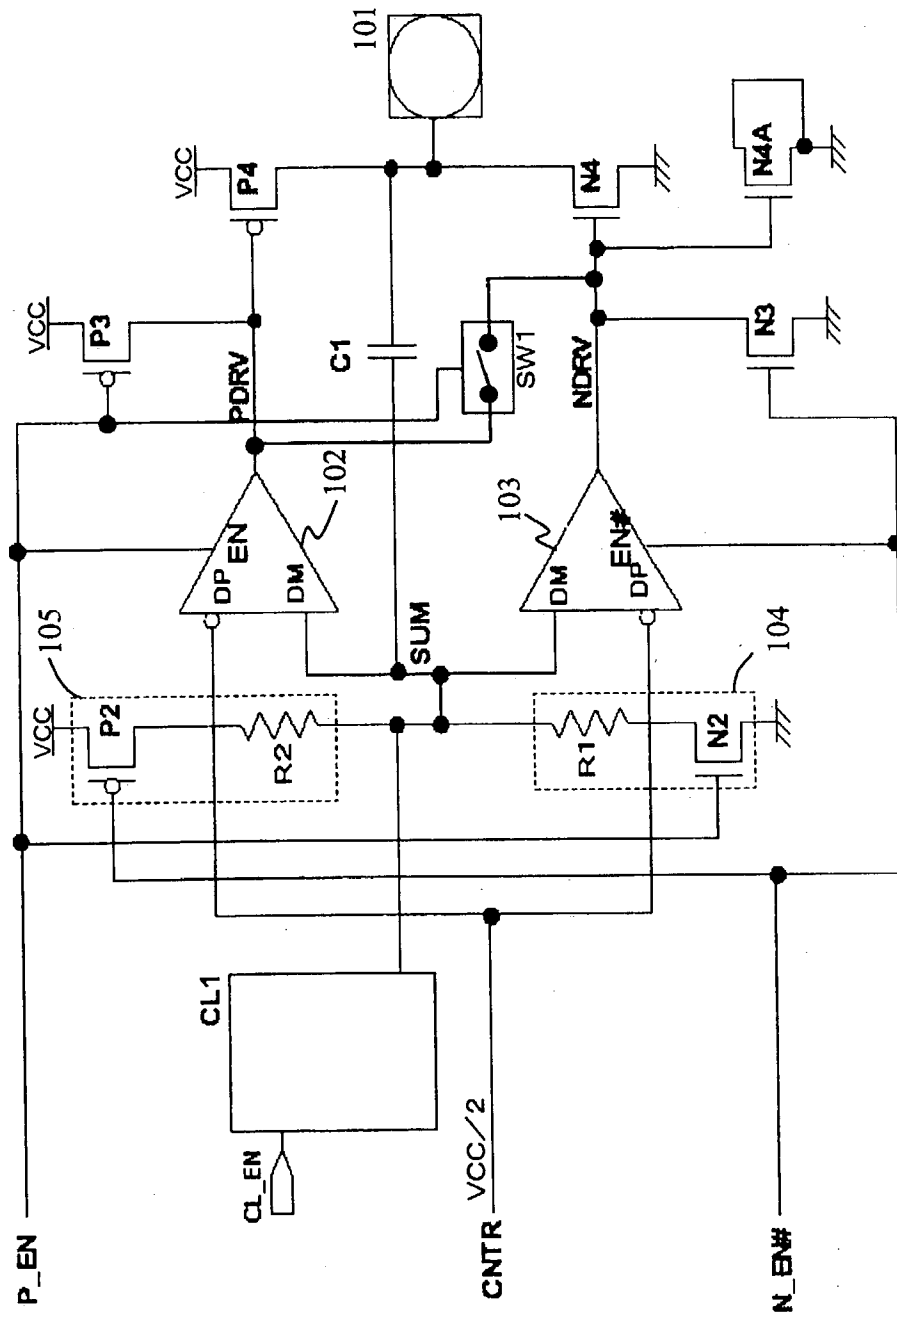 101
VCC
P4
VCC
P3
N4
N4A
C1
SW1
PDRV
NDRV
N3
102
103
EN
DP
DM
DM
EN#
DP
SUM
105
104
VCC
P2
R2
R1
N2
CL1
CL_EN
VCC/2
P_EN
CNTR
N_EN#